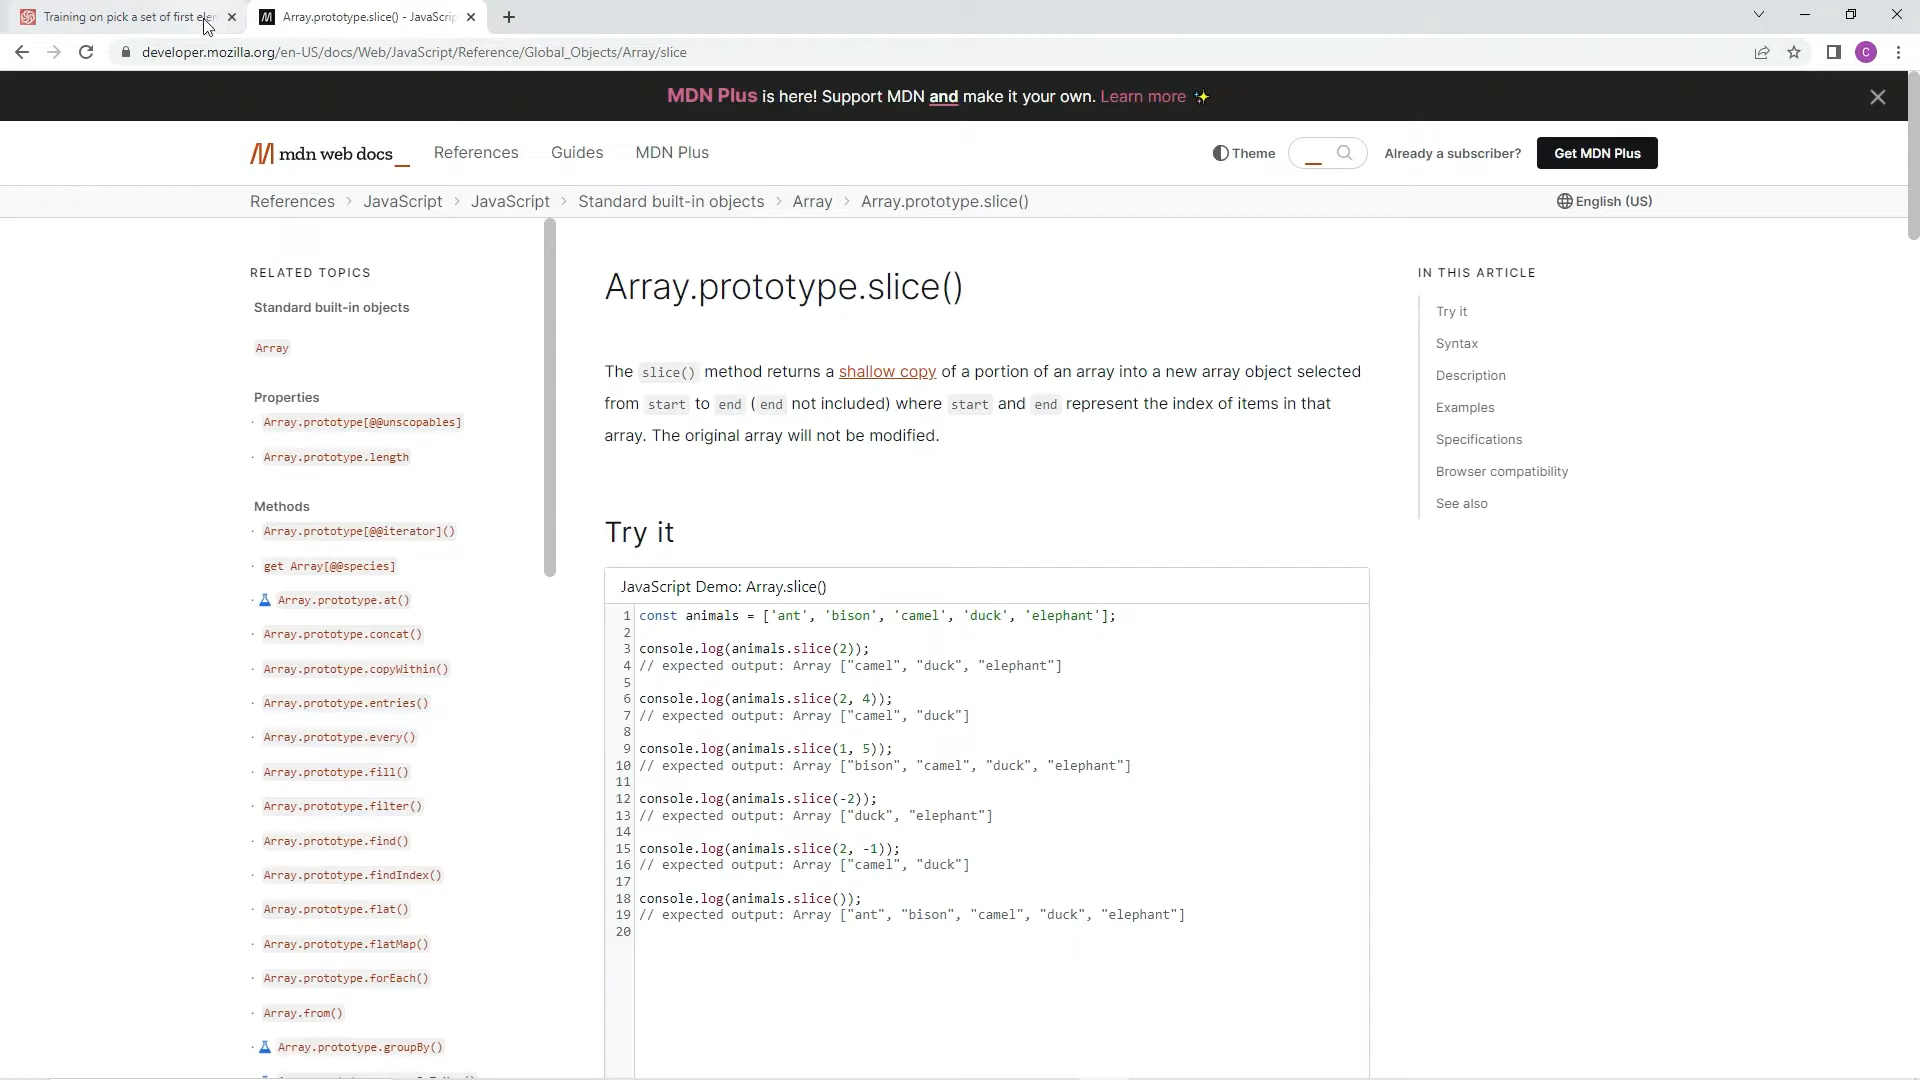 Training on pick a set of first elem
Array.prototype.slice() - JavaScrip
developer.mozilla.org/en-US/docs/Web/JavaScript/Reference/Global_Objects/Array/slice
C
MDN Plus is here! Support MDN and make it your own. Learn more ✨
mdn web docs_
References
Guides
MDN Plus
Theme
Already a subscriber?
Get MDN Plus
References > JavaScript > JavaScript > Standard built-in objects > Array > Array.prototype.slice()
English (US)
RELATED TOPICS
Standard built-in objects
Array
Properties
Array.prototype[@@unscopables]
Array.prototype.length
Methods
Array.prototype[@@iterator]()
get Array[@@species]
Array.prototype.at()
Array.prototype.concat()
Array.prototype.copyWithin()
Array.prototype.entries()
Array.prototype.every()
Array.prototype.fill()
Array.prototype.filter()
Array.prototype.find()
Array.prototype.findIndex()
Array.prototype.flat()
Array.prototype.flatMap()
Array.prototype.forEach()
Array.from()
Array.prototype.groupBy()
Array.prototype.slice()
The slice() method returns a shallow copy of a portion of an array into a new array object selected
from start to end (end not included) where start and end represent the index of items in that
array. The original array will not be modified.
Try it
JavaScript Demo: Array.slice()
1 const animals = ['ant', 'bison', 'camel', 'duck', 'elephant'];
2
3 console.log(animals.slice(2));
4 // expected output: Array ["camel", "duck", "elephant"]
5
6 console.log(animals.slice(2, 4));
7 // expected output: Array ["camel", "duck"]
8
9 console.log(animals.slice(1, 5));
10 // expected output: Array ["bison", "camel", "duck", "elephant"]
11
12 console.log(animals.slice(-2));
13 // expected output: Array ["duck", "elephant"]
14
15 console.log(animals.slice(2, -1));
16 // expected output: Array ["camel", "duck"]
17
18 console.log(animals.slice());
19 // expected output: Array ["ant", "bison", "camel", "duck", "elephant"]
20
IN THIS ARTICLE
Try it
Syntax
Description
Examples
Specifications
Browser compatibility
See also